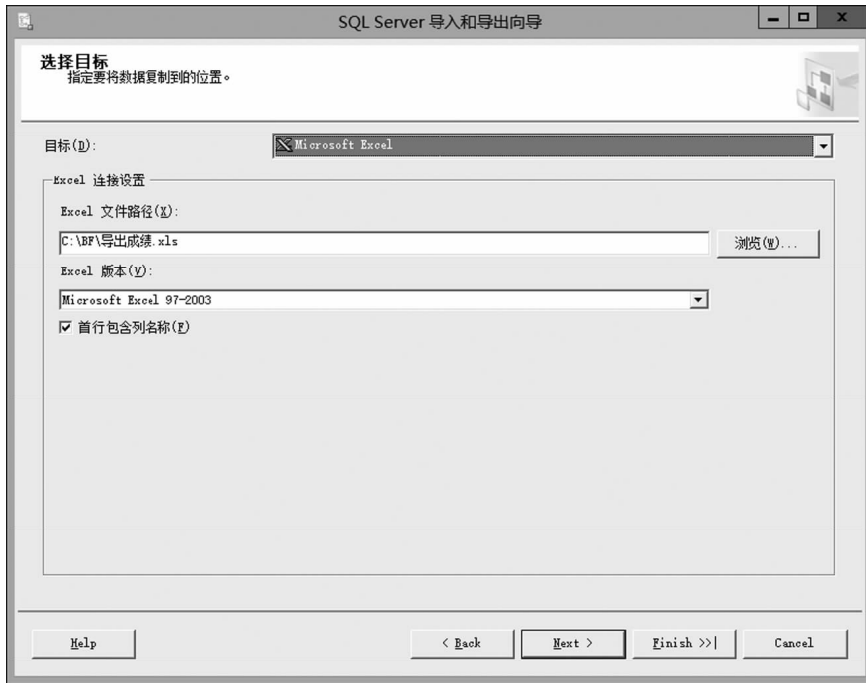 SQL Server 导入和导出向导
选择目标
指定要将数据复制到的位置。
目标(D):
Microsoft Excel
Excel 连接设置
Excel 文件路径(X):
C:\BF\导出成绩.xls
浏览(W)...
Excel 版本(V):
Microsoft Excel 97-2003
首行包含列名称(F)
Help
< Back
Next >
Finish >>|
Cancel